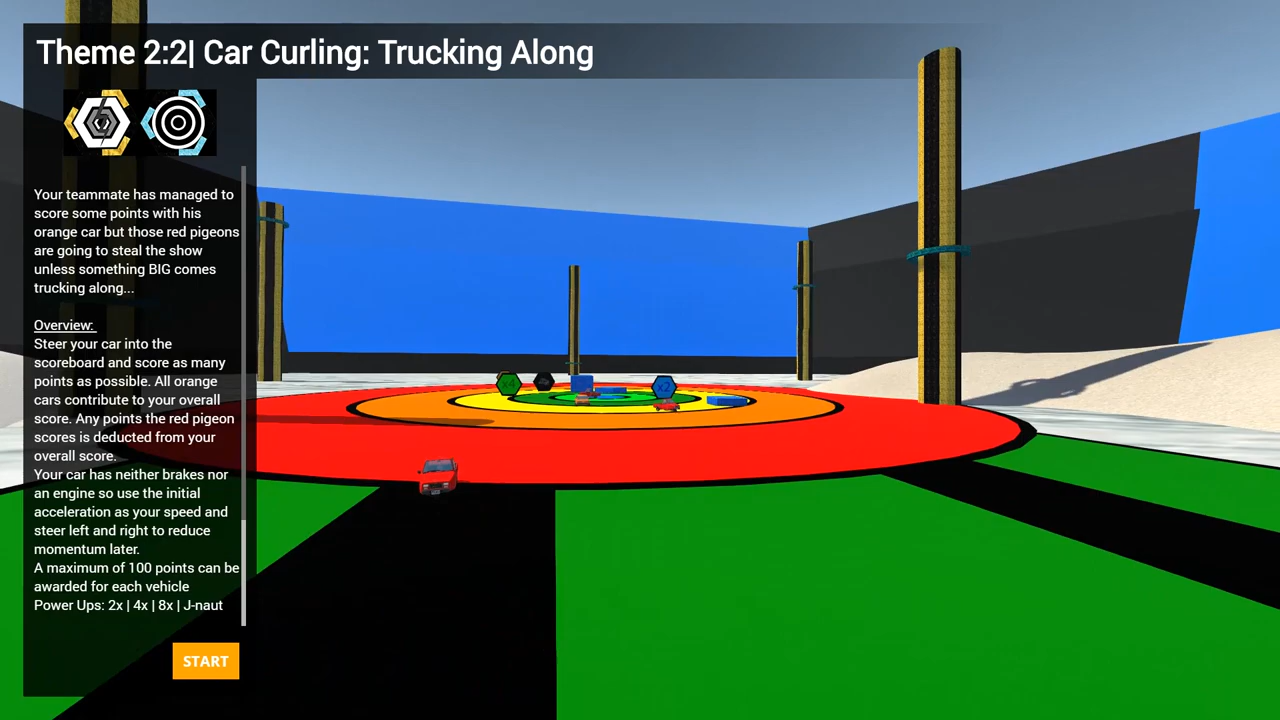 Theme 2:2| Car Curling: Trucking Along
Your teammate has managed to
score some points with his
orange car but those red pigeons
are going to steal the show
unless something BIG comes
trucking along...
Overview:
Steer your car into the
scoreboard and score as many
points as possible. All orange
cars contribute to your overall
score. Any points the red pigeon
scores is deducted from your
overall score.
Your car has neither brakes nor
an engine so use the initial
acceleration as your speed and
steer left and right to reduce
momentum later.
A maximum of 100 points can be
awarded for each vehicle
Power Ups: 2x | 4x | 8x | J-naut
START
x4
x2